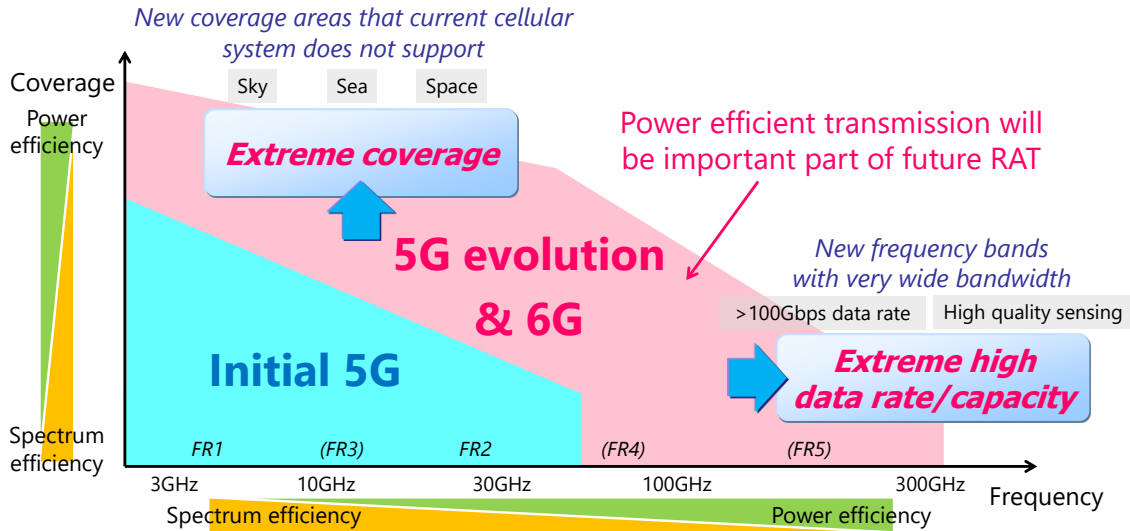 New coverage areas that current cellular
system does not support
Coverage
Sky
Sea
Space
Power
efficiency
Extreme coverage
Power efficient transmission will
be important part of future RAT
5G evolution
& 6G
New frequency bands
with very wide bandwidth
>100Gbps data rate
High quality sensing
Initial 5G
Extreme high
data rate/capacity
Spectrum
efficiency
FR1
(FR3)
FR2
(FR4)
(FR5)
3GHz
10GHz
30GHz
100GHz
300GHz
Frequency
Spectrum efficiency
Power efficiency